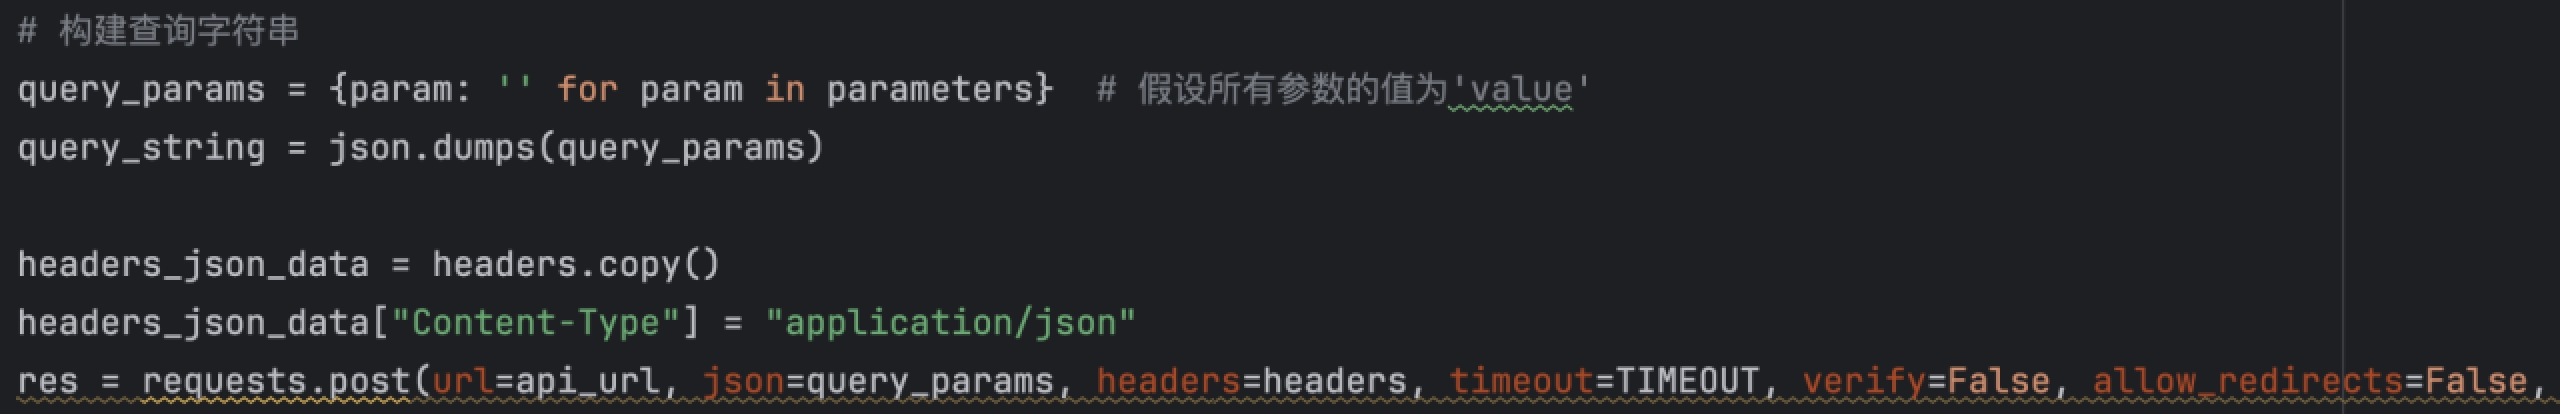 # 构建查询字符串
query_params = {param: '' for param in parameters}  # 假设所有参数的值为'value'
query_string = json.dumps(query_params)
headers_json_data = headers.copy()
headers_json_data["Content-Type"] = "application/json"
res = requests.post(url=api_url, json=query_params, headers=headers, timeout=TIMEOUT, verify=False, allow_redirects=False,